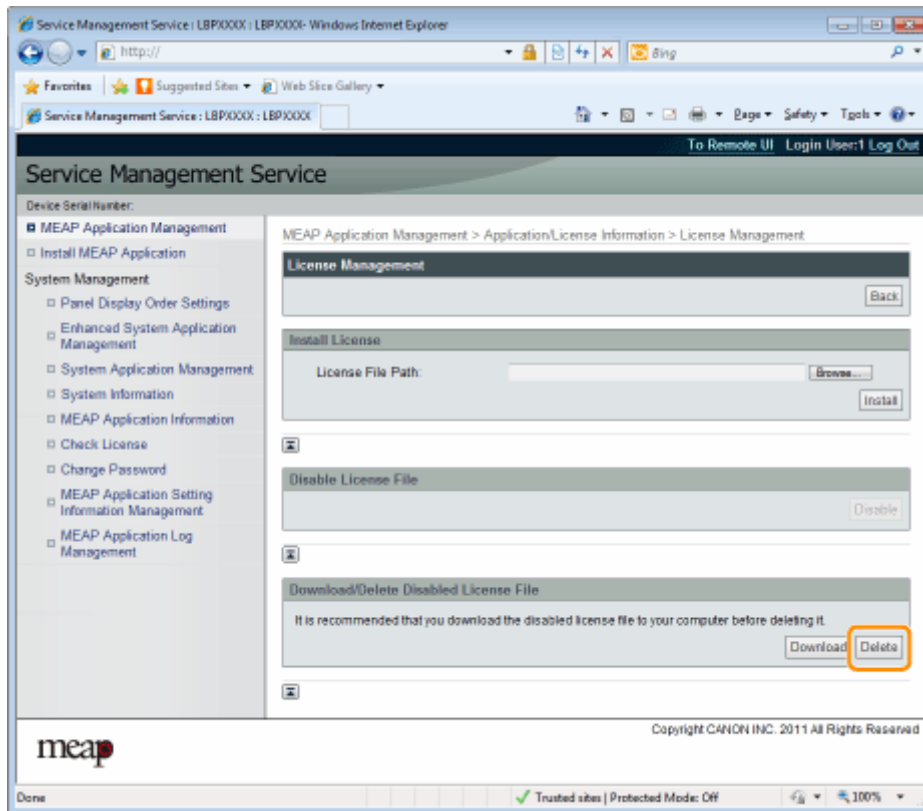 Service Management Service : LBPXXXX : LBPXXXX- Windows Internet Explorer
http://
Bing
Favorites Suggested Sites Web Slice Gallery
Service Management Service : LBPXXXX : LBPXXXX
Page Safety Tools
To Remote UI Login User:1 Log Out
Service Management Service
Device Serial Number:
MEAP Application Management
Install MEAP Application
System Management
Panel Display Order Settings
Enhanced System Application
Management
System Application Management
System Information
MEAP Application Information
Check License
Change Password
MEAP Application Setting
Information Management
MEAP Application Log
Management
MEAP Application Management > Application/License Information > License Management
License Management
Back
Install License
License File Path:
Browse...
Install
Disable License File
Disable
Download/Delete Disabled License File
It is recommended that you download the disabled license file to your computer before deleting it.
Download Delete
meap
Copyright CANON INC. 2011 All Rights Reserved
Done
Trusted sites | Protected Mode: Off
100%